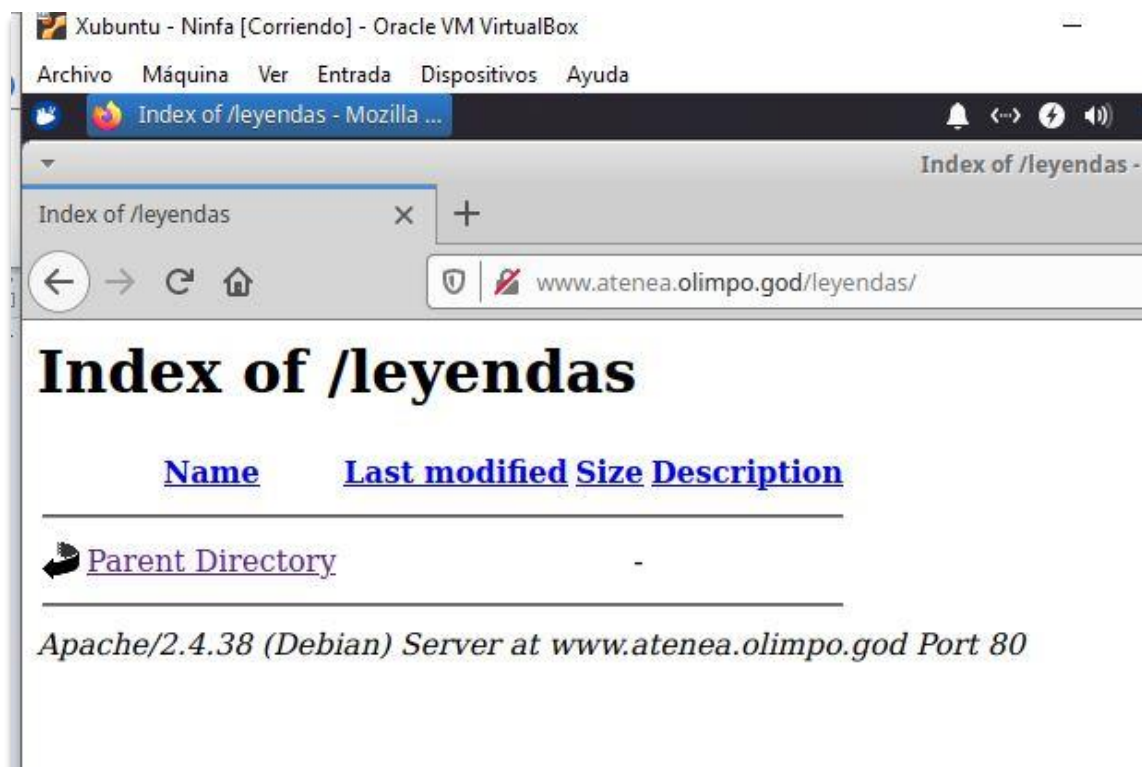 Xubuntu - Ninfa [Corriendo] - Oracle VM VirtualBox
Archivo Máquina Ver Entrada Dispositivos Ayuda
Index of /leyendas - Mozilla ...
Index of /leyendas -
Index of /leyendas
www.atenea.olimpo.god/leyendas/
Index of /leyendas
Name Last modified Size Description
Parent Directory -
Apache/2.4.38 (Debian) Server at www.atenea.olimpo.god Port 80